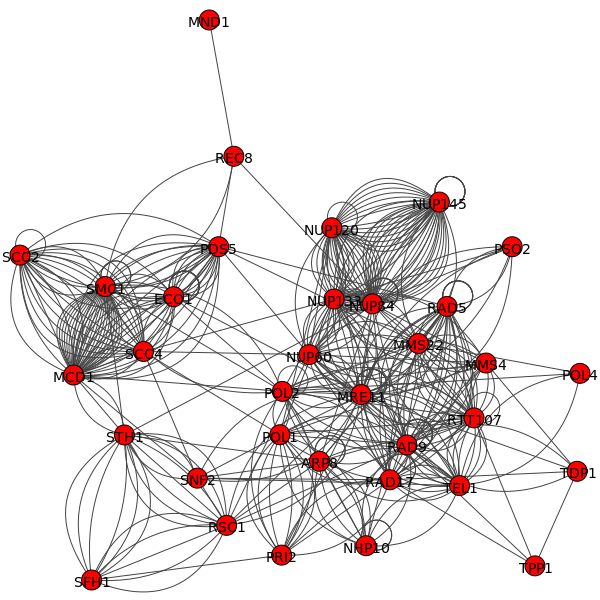 MND1
REC8
NUP145
NUP120
PDS5
PSO2
SCC2
SMC1
ECO1
NUP133
NUP84
RAD5
MMS22
SCC4
NUP60
MMS4
MCD1
POL4
POL2
MRE11
RTT107
STH1
POL1
RAD9
ARP8
TDP1
SNF2
RAD17
TEL1
RSC1
NHP10
PRI2
TPP1
SFH1